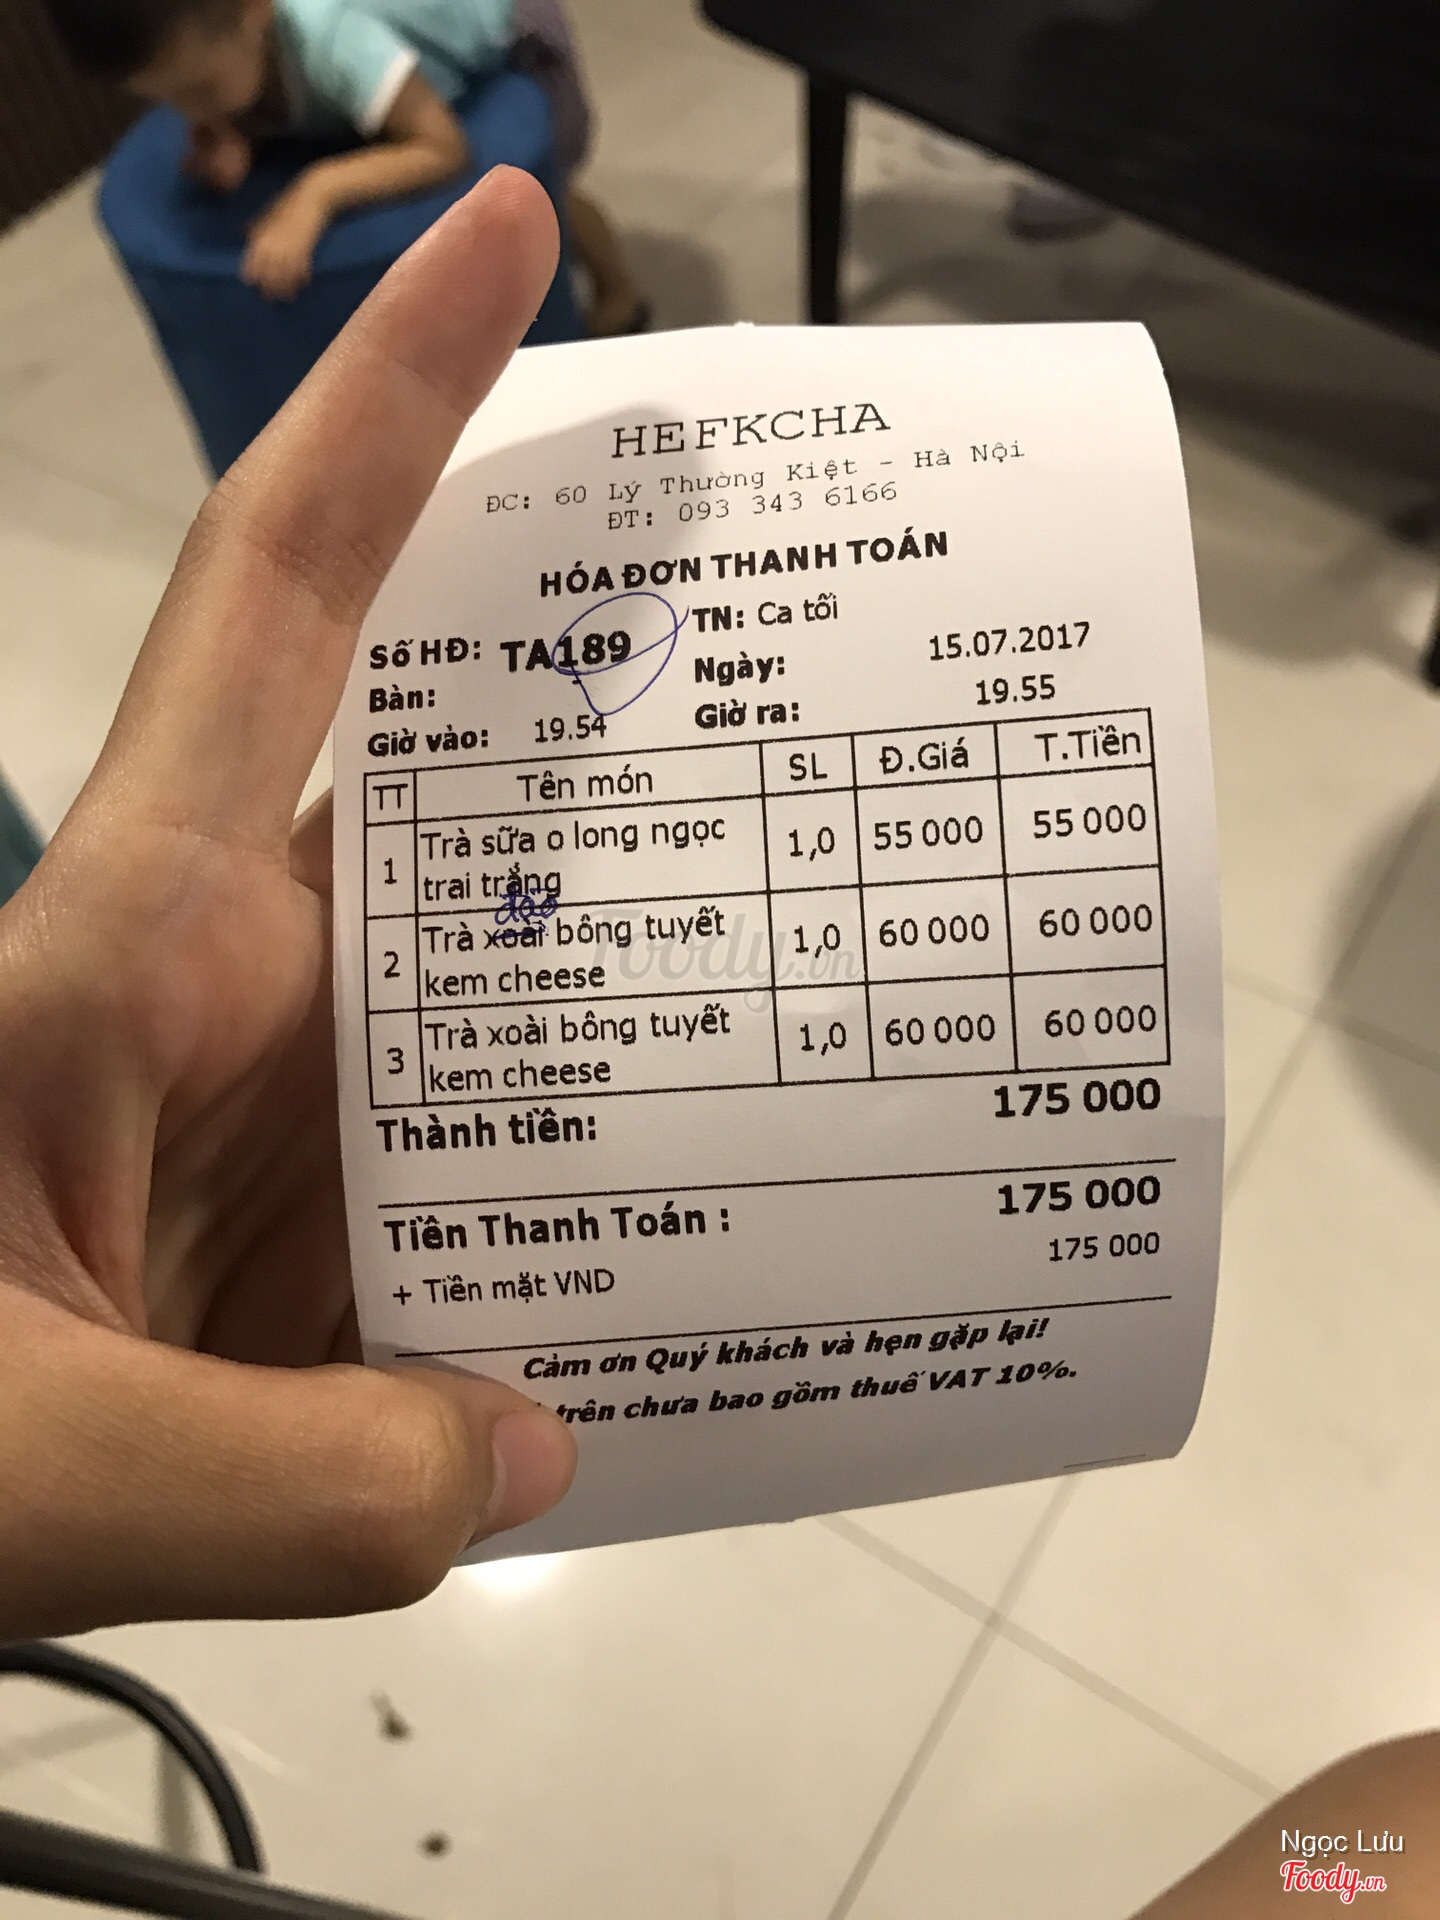 HEFKCHA
ĐC: 60 Lý Thường Kiệt - Hà Nội
ĐT: 093 343 6166
HÓA ĐƠN THANH TOÁN
Số HĐ: TA189 TN: Ca tối
Bàn: Ngày: 15.07.2017
Giờ vào: 19.54 Giờ ra: 19.55
TT Tên món SL Đ.Giá T.Tiền
1 Trà sữa o long ngọc trai trắng 1,0 55 000 55 000
đào
2 Trà xoài bông tuyết kem cheese 1,0 60 000 60 000
3 Trà xoài bông tuyết kem cheese 1,0 60 000 60 000
Thành tiền: 175 000
Tiền Thanh Toán : 175 000
+ Tiền mặt VND 175 000
Cảm ơn Quý khách và hẹn gặp lại!
trên chưa bao gồm thuế VAT 10%.
Foody.vn
Ngọc Lưu
Foody.vn